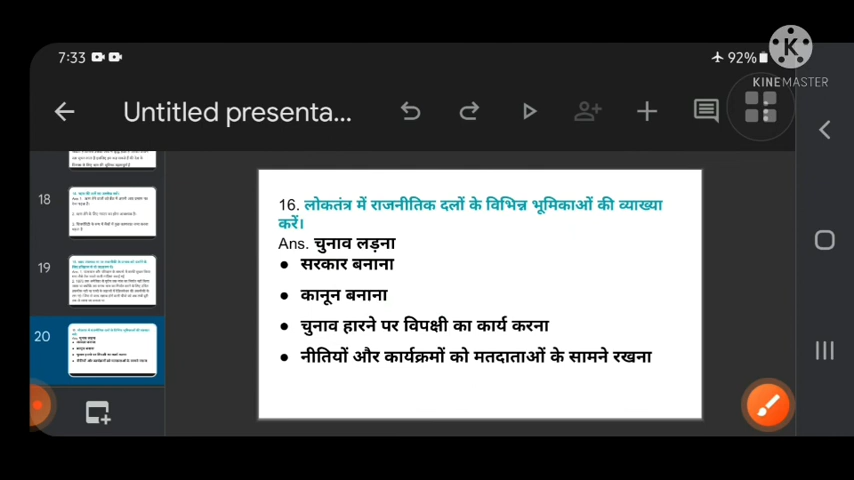 7:33
92%
KINEMASTER
Untitled presenta...
18
19
20
16. लोकतंत्र में राजनीतिक दलों के विभिन्न भूमिकाओं की व्याख्या
करें।
Ans. चुनाव लड़ना
● सरकार बनाना
● कानून बनाना
● चुनाव हारने पर विपक्षी का कार्य करना
● नीतियों और कार्यक्रमों को मतदाताओं के सामने रखना